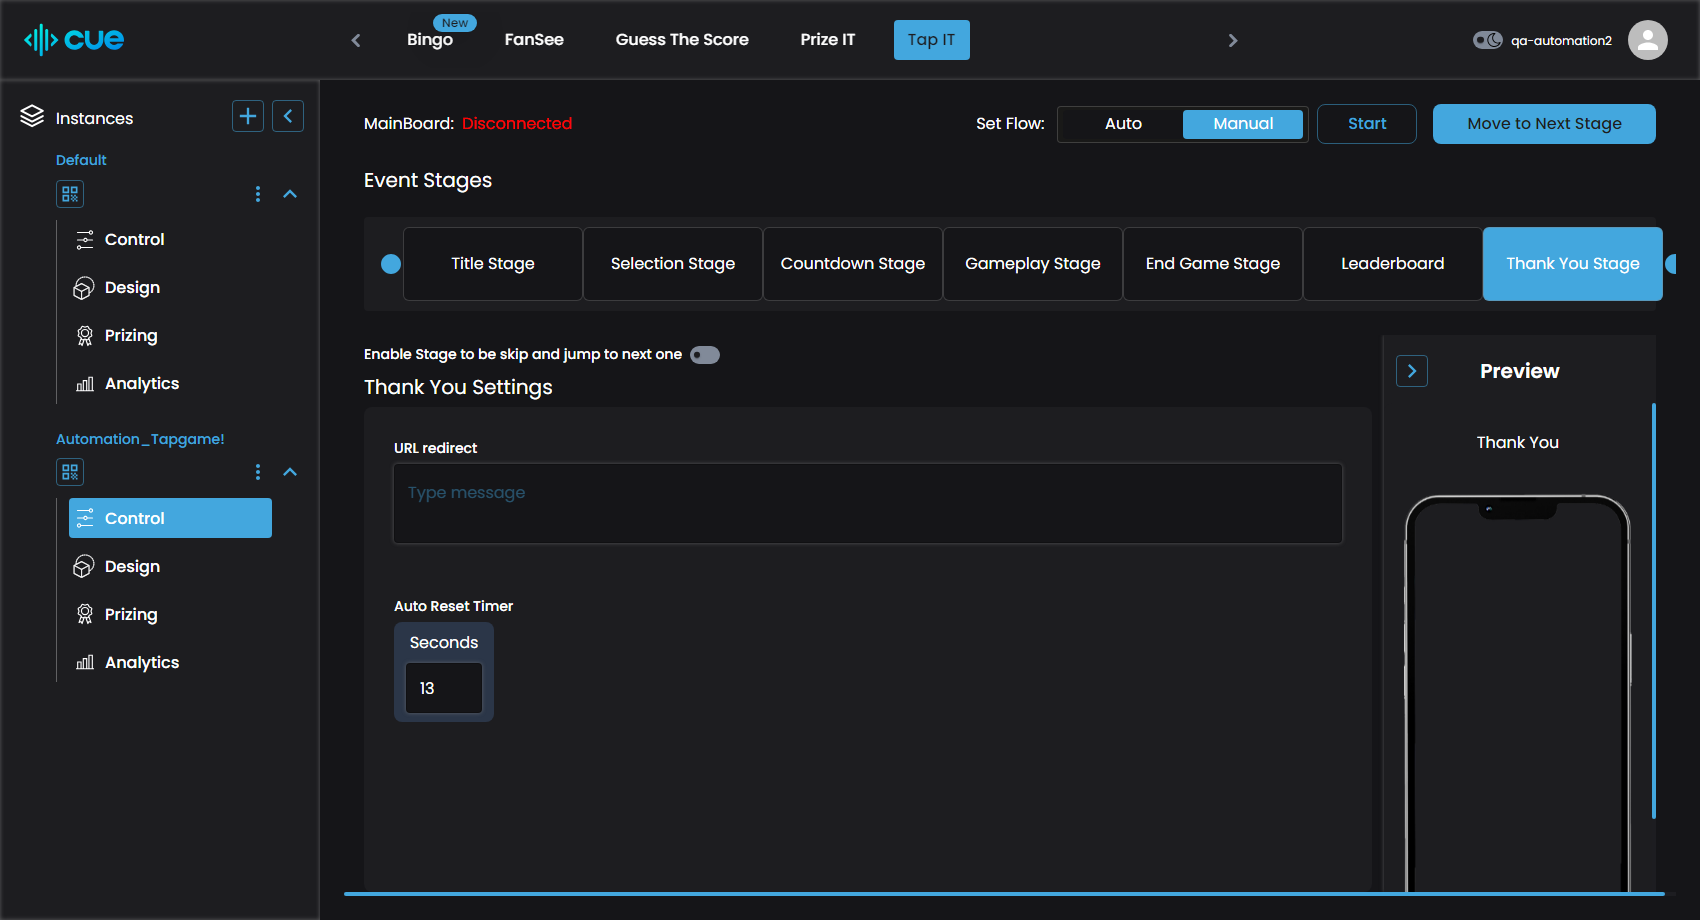 cue
New
Bingo
FanSee
Guess The Score
Prize IT
Tap IT
qa-automation2
Instances
Default
Control
Design
Prizing
Analytics
Automation_Tapgame!
Control
Design
Prizing
Analytics
MainBoard: Disconnected
Set Flow:
Auto
Manual
Start
Move to Next Stage
Event Stages
Title Stage
Selection Stage
Countdown Stage
Gameplay Stage
End Game Stage
Leaderboard
Thank You Stage
Enable Stage to be skip and jump to next one
Thank You Settings
URL redirect
Type message
Auto Reset Timer
Seconds
13
Preview
Thank You